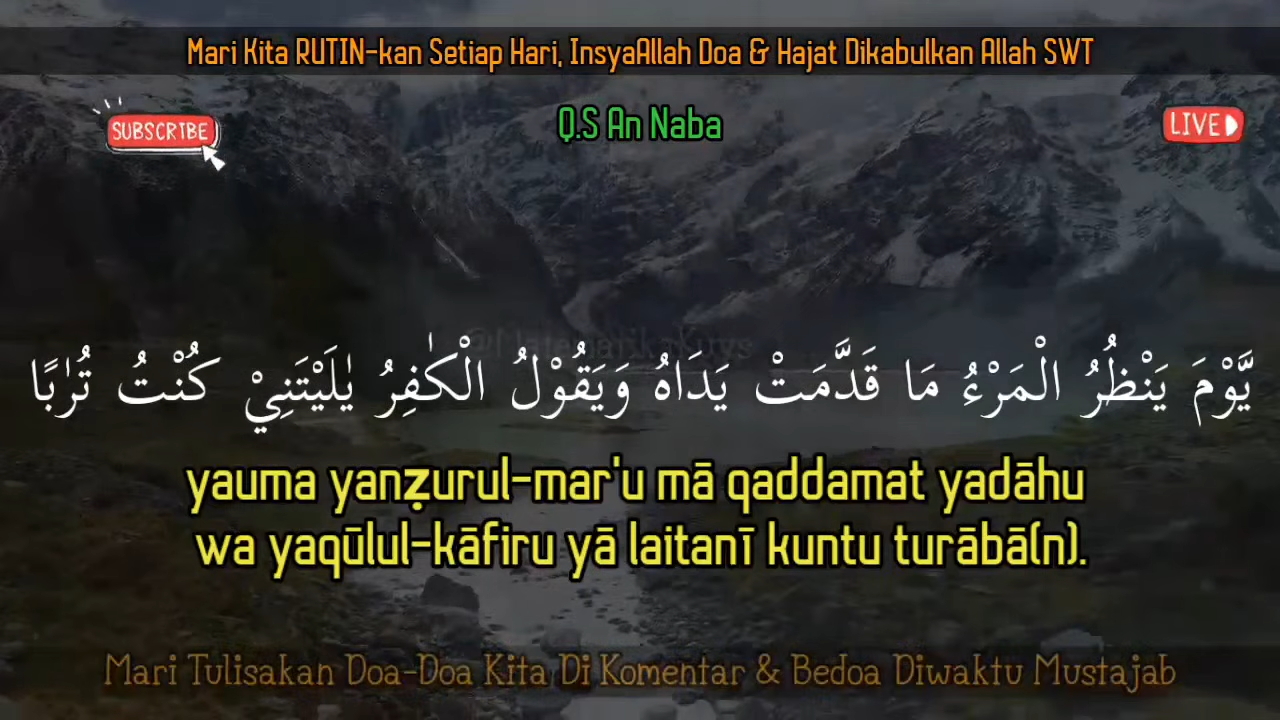 Mari Kita RUTIN-kan Setiap Hari, InsyaAllah Doa & Hajat Dikabulkan Allah SWT
SUBSCRIBE
Q.S An Naba
LIVE
@MatematikaKuys
يَّوْمَ يَنْظُرُ الْمَرْءُ مَا قَدَّمَتْ يَدَاهُ وَيَقُوْلُ الْكٰفِرُ يٰلَيْتَنِيْ كُنْتُ تُرٰبًا
yauma yanẓurul-mar'u mā qaddamat yadāhu
wa yaqūlul-kāfiru yā laitanī kuntu turābā(n).
Mari Tulisakan Doa-Doa Kita Di Komentar & Bedoa Diwaktu Mustajab